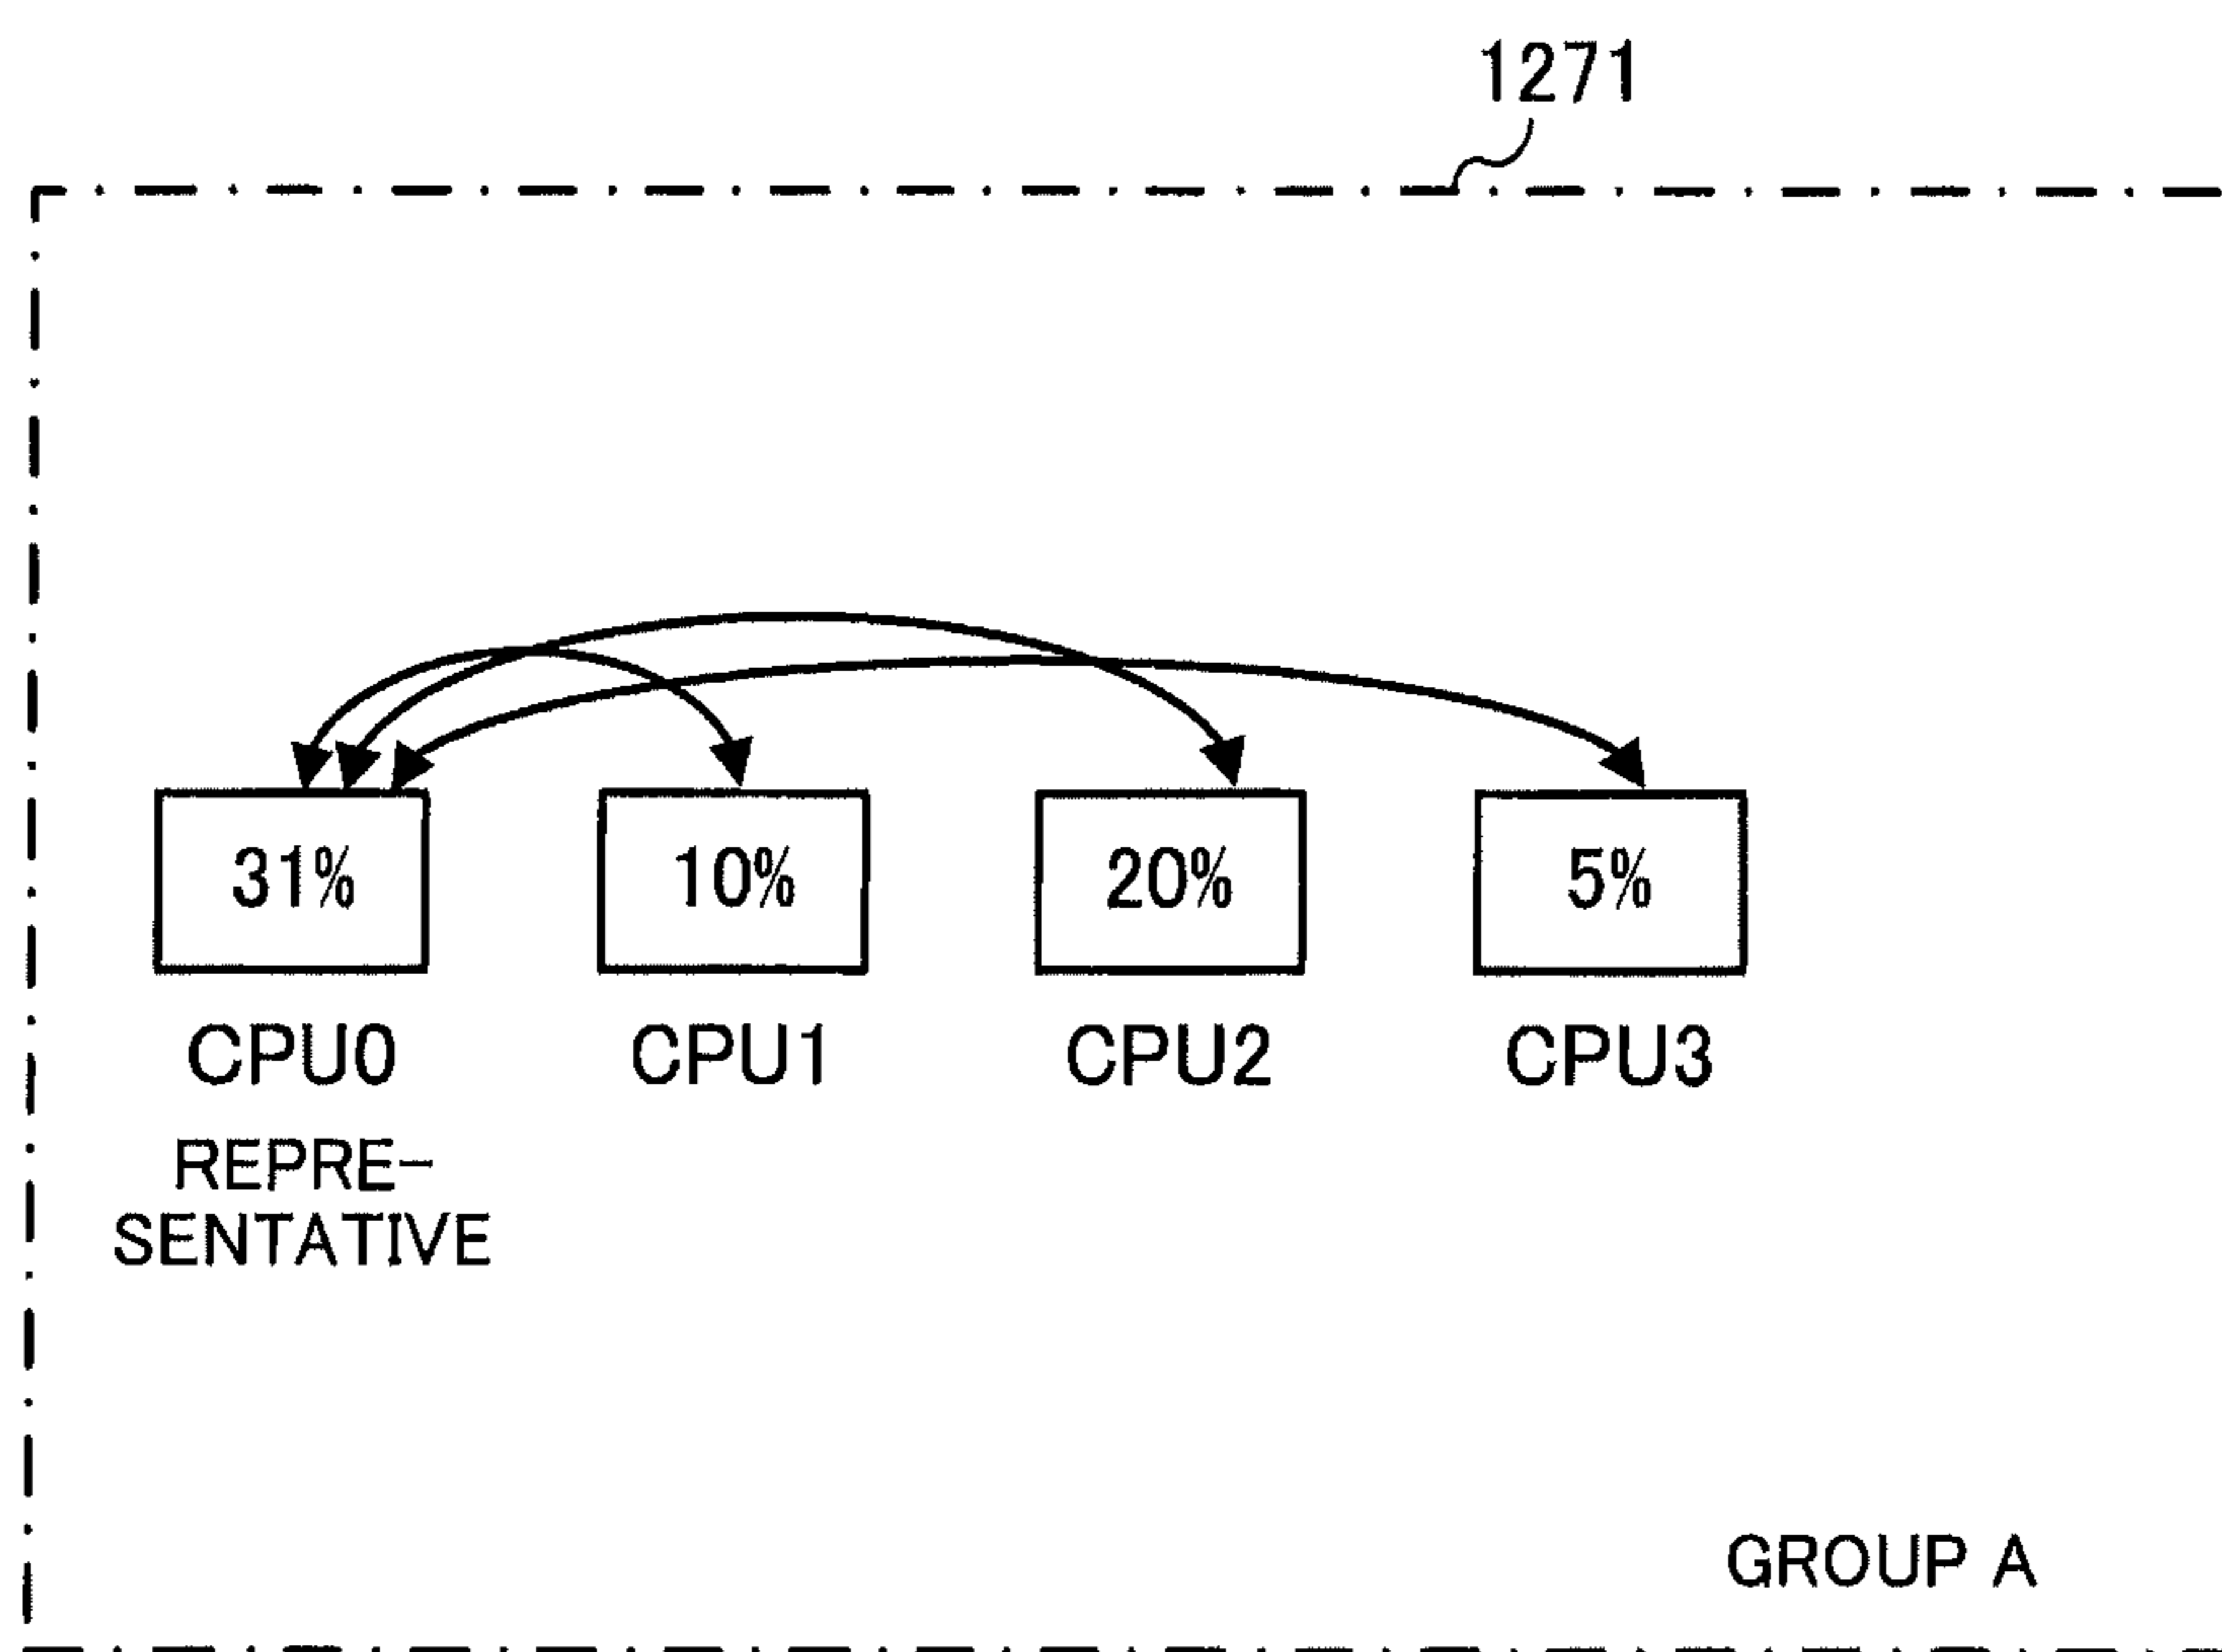 1271
31% 10% 20% 5%
CPU0 CPU1 CPU2 CPU3
REPRE-
SENTATIVE
GROUP A